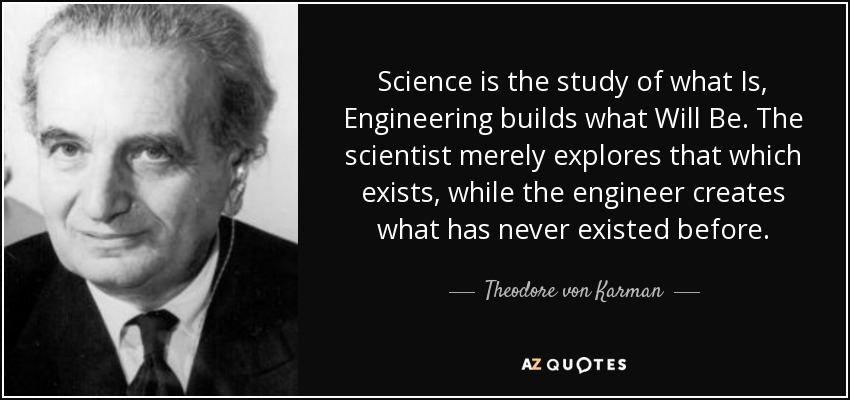 Science is the study of what Is,
Engineering builds what Will Be. The
scientist merely explores that which
exists, while the engineer creates
what has never existed before.
Theodore von Karman
AZ QUOTES